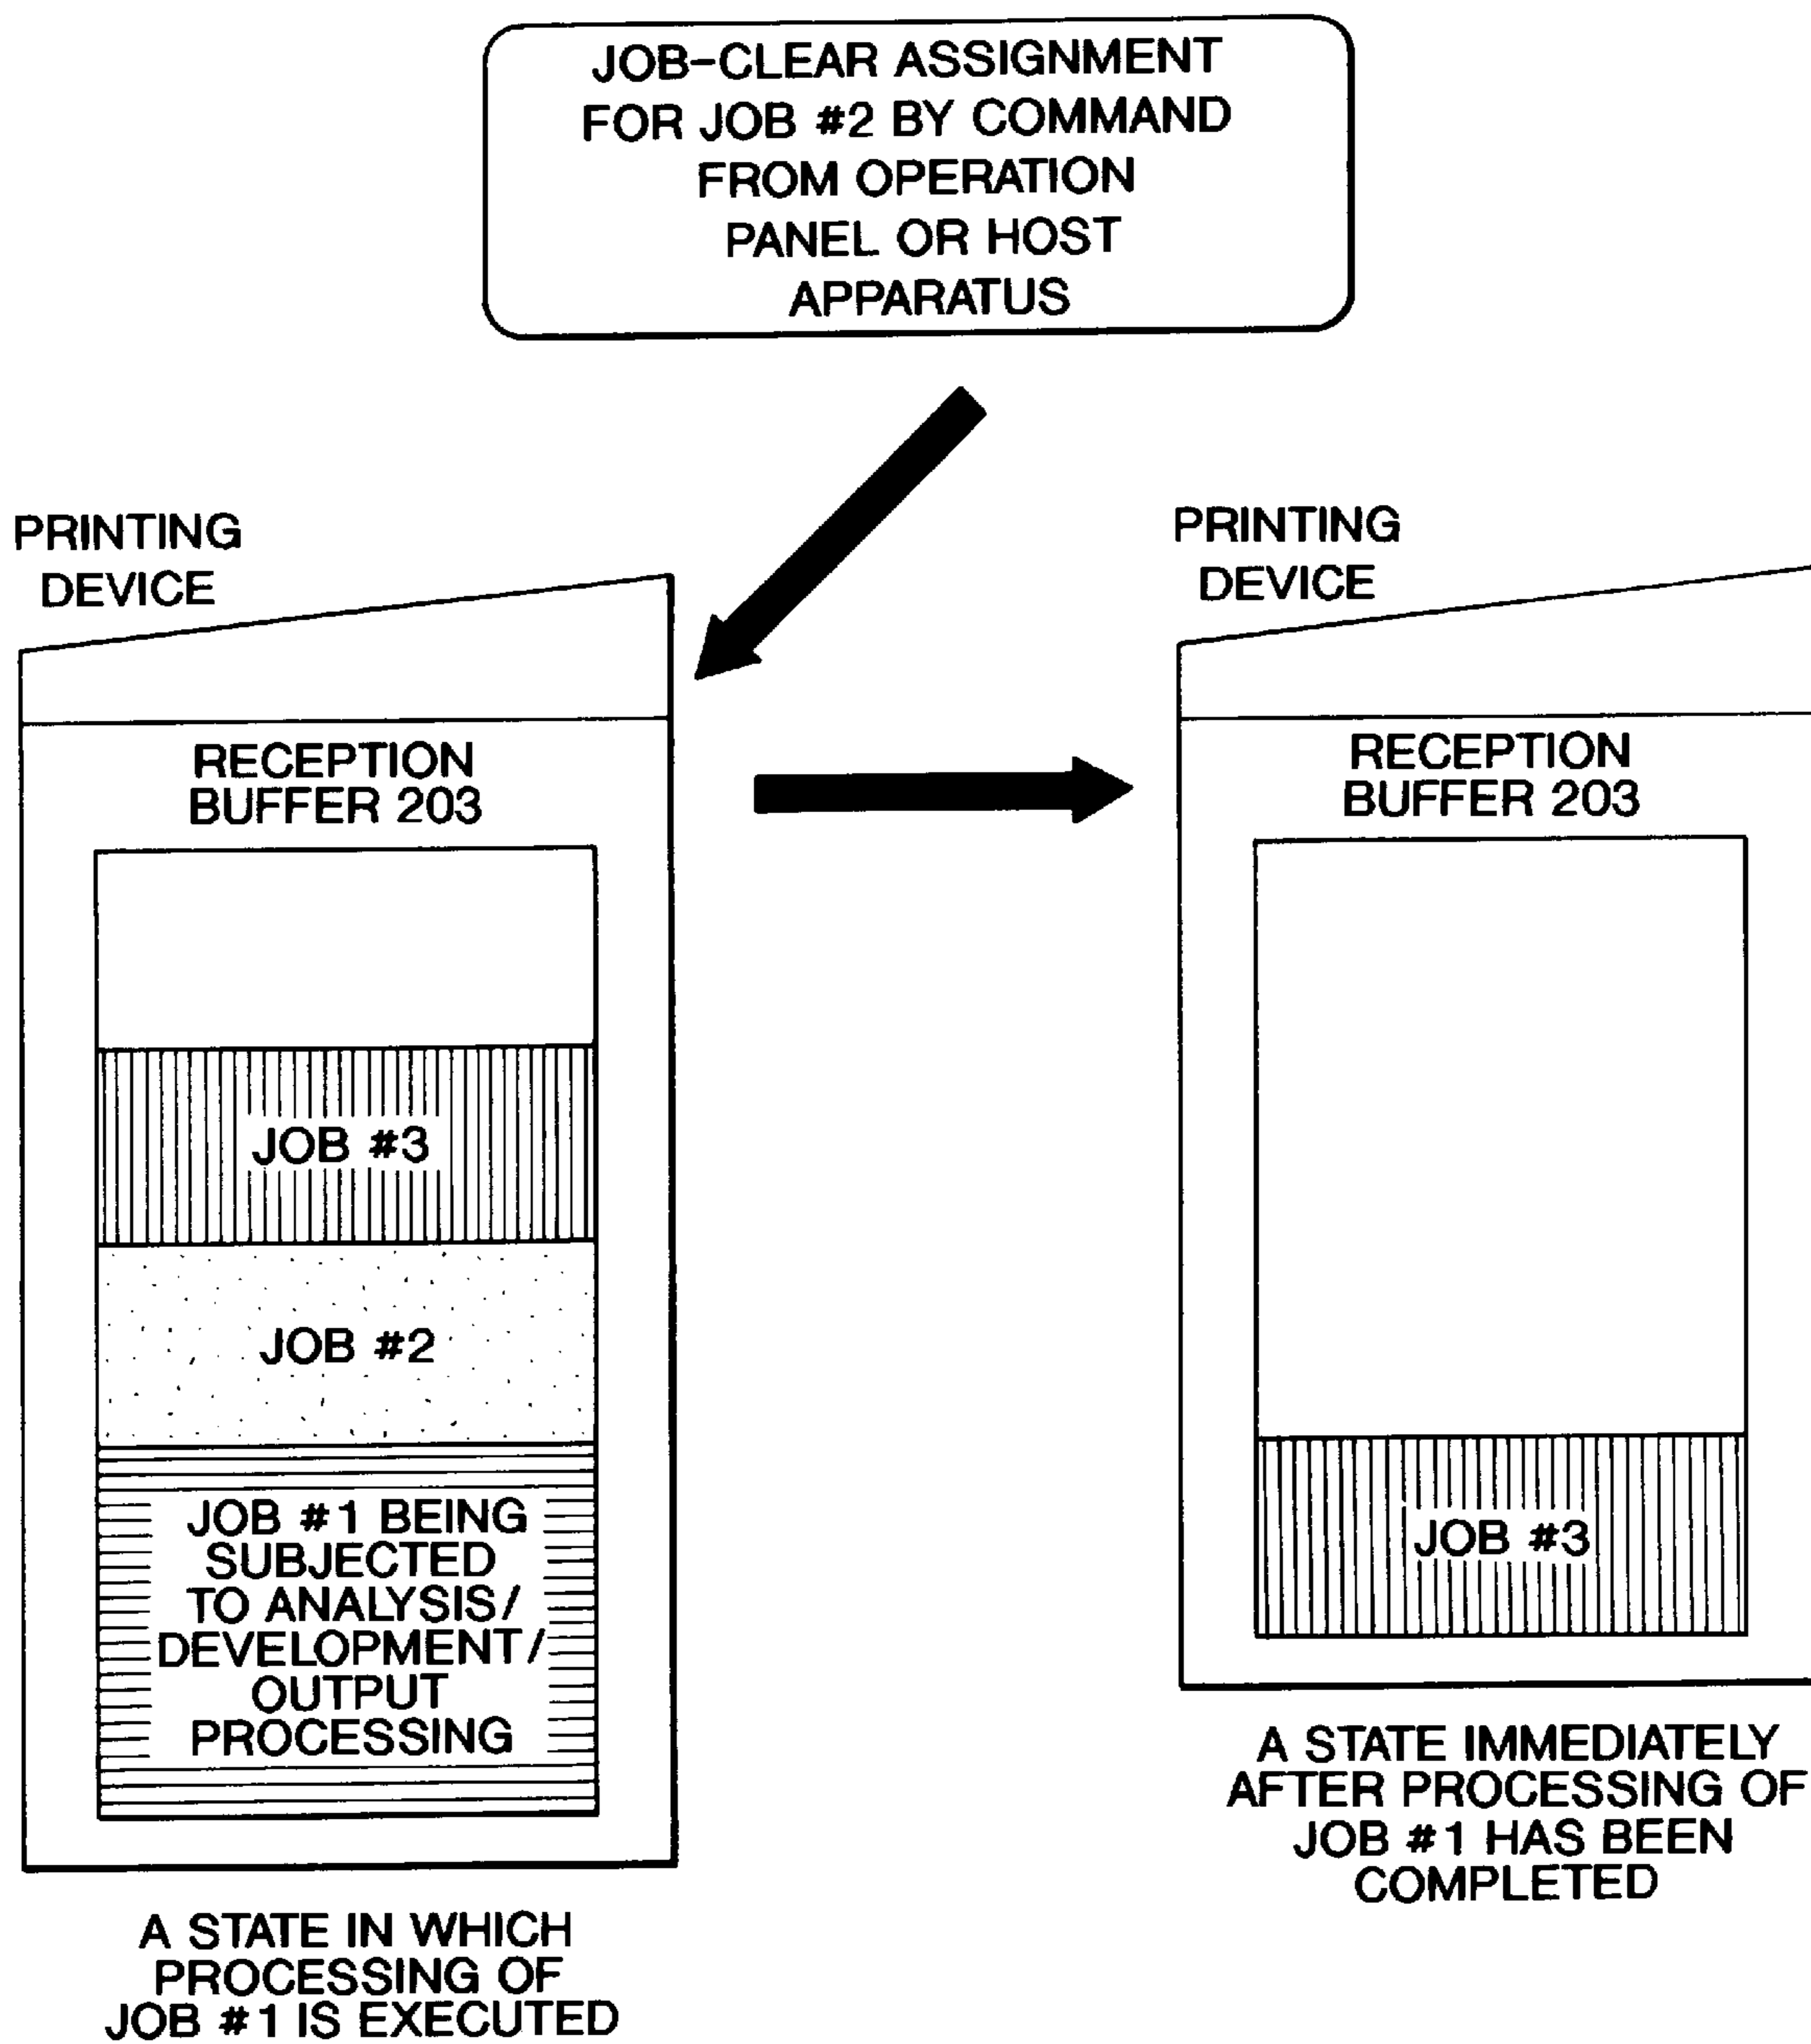 JOB-CLEAR ASSIGNMENT
FOR JOB #2 BY COMMAND
FROM OPERATION
PANEL OR HOST
APPARATUS
PRINTING
DEVICE
RECEPTION
BUFFER 203
JOB #3
JOB #2
JOB #1 BEING
SUBJECTED
TO ANALYSIS/
DEVELOPMENT/
OUTPUT
PROCESSING
A STATE IN WHICH
PROCESSING OF
JOB #1 IS EXECUTED
PRINTING
DEVICE
RECEPTION
BUFFER 203
JOB #3
A STATE IMMEDIATELY
AFTER PROCESSING OF
JOB #1 HAS BEEN
COMPLETED